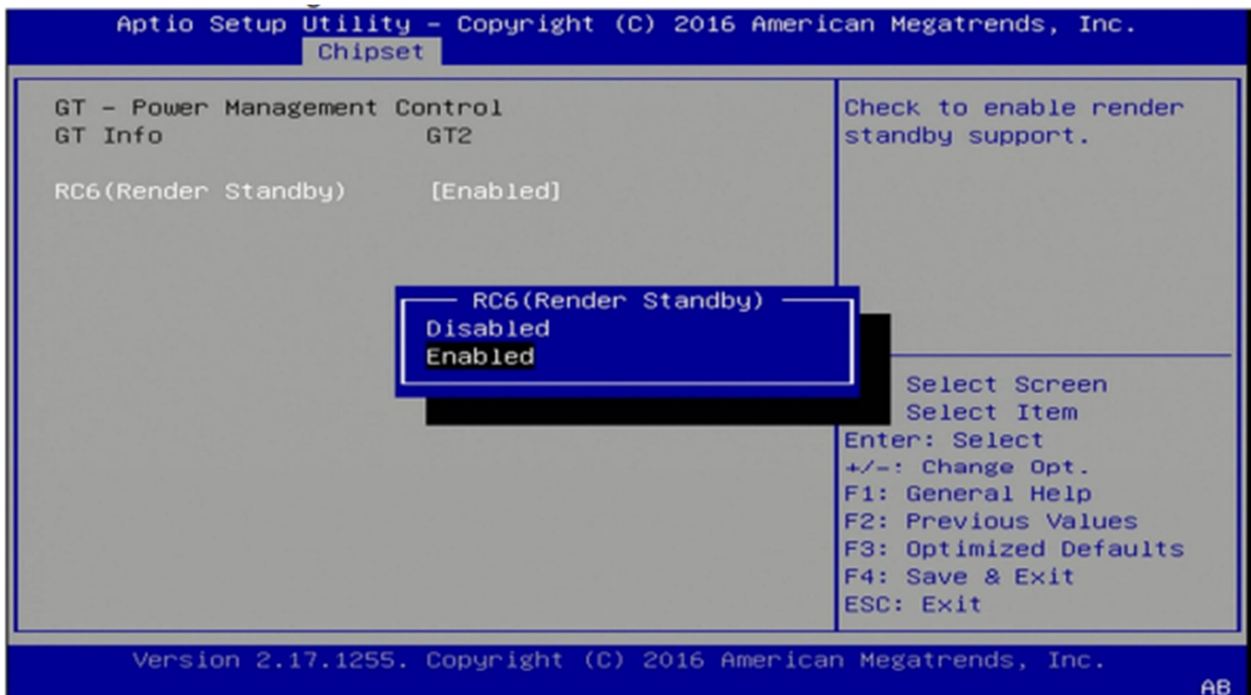 Aptio Setup Utility – Copyright (C) 2016 American Megatrends, Inc.
Chipset
GT – Power Management Control
GT Info GT2
RC6(Render Standby) [Enabled]
Check to enable render
standby support.
RC6(Render Standby)
Disabled
Enabled
Select Screen
Select Item
Enter: Select
+/-: Change Opt.
F1: General Help
F2: Previous Values
F3: Optimized Defaults
F4: Save & Exit
ESC: Exit
Version 2.17.1255. Copyright (C) 2016 American Megatrends, Inc.
AB